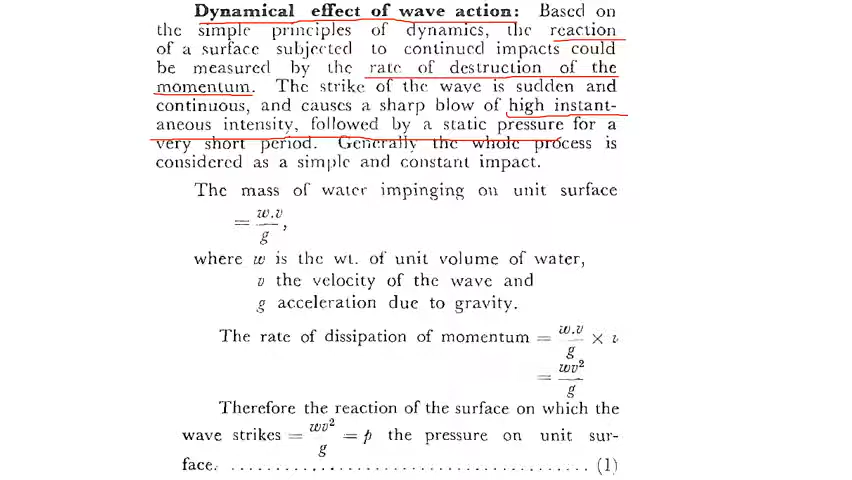 Dynamical effect of wave action: Based on
the simple principles of dynamics, the reaction
of a surface subjected to continued impacts could
be measured by the rate of destruction of the
momentum. The strike of the wave is sudden and
continuous, and causes a sharp blow of high instant-
aneous intensity, followed by a static pressure for a
very short period. Generally the whole process is
considered as a simple and constant impact.
The mass of water impinging on unit surface
= w.v/g,
where w is the wt. of unit volume of water,
v the velocity of the wave and
g acceleration due to gravity.
The rate of dissipation of momentum = w.v/g × v
= wv²/g
Therefore the reaction of the surface on which the
wave strikes = wv²/g = p the pressure on unit sur-
face. ........................................ (1)